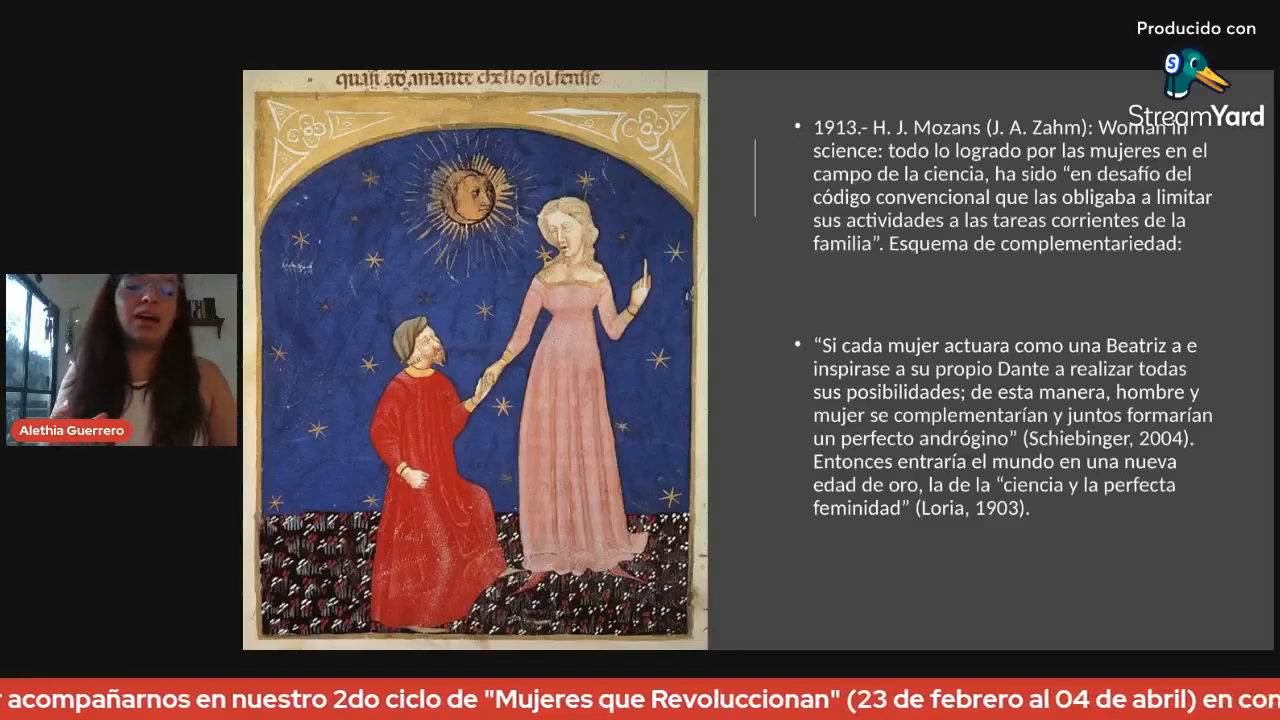 Producido con
StreamYard
quasi ad amante che llo sol fensse
• 1913.- H. J. Mozans (J. A. Zahm): Woman in
science: todo lo logrado por las mujeres en el
campo de la ciencia, ha sido “en desafío del
código convencional que las obligaba a limitar
sus actividades a las tareas corrientes de la
familia”. Esquema de complementariedad:
• “Si cada mujer actuara como una Beatriz a e
inspirase a su propio Dante a realizar todas
sus posibilidades; de esta manera, hombre y
mujer se complementarían y juntos formarían
un perfecto andrógino” (Schiebinger, 2004).
Entonces entraría el mundo en una nueva
edad de oro, la de la “ciencia y la perfecta
feminidad” (Loria, 1903).
Alethia Guerrero
acompañarnos en nuestro 2do ciclo de "Mujeres que Revoluccionan" (23 de febrero al 04 de abril) en